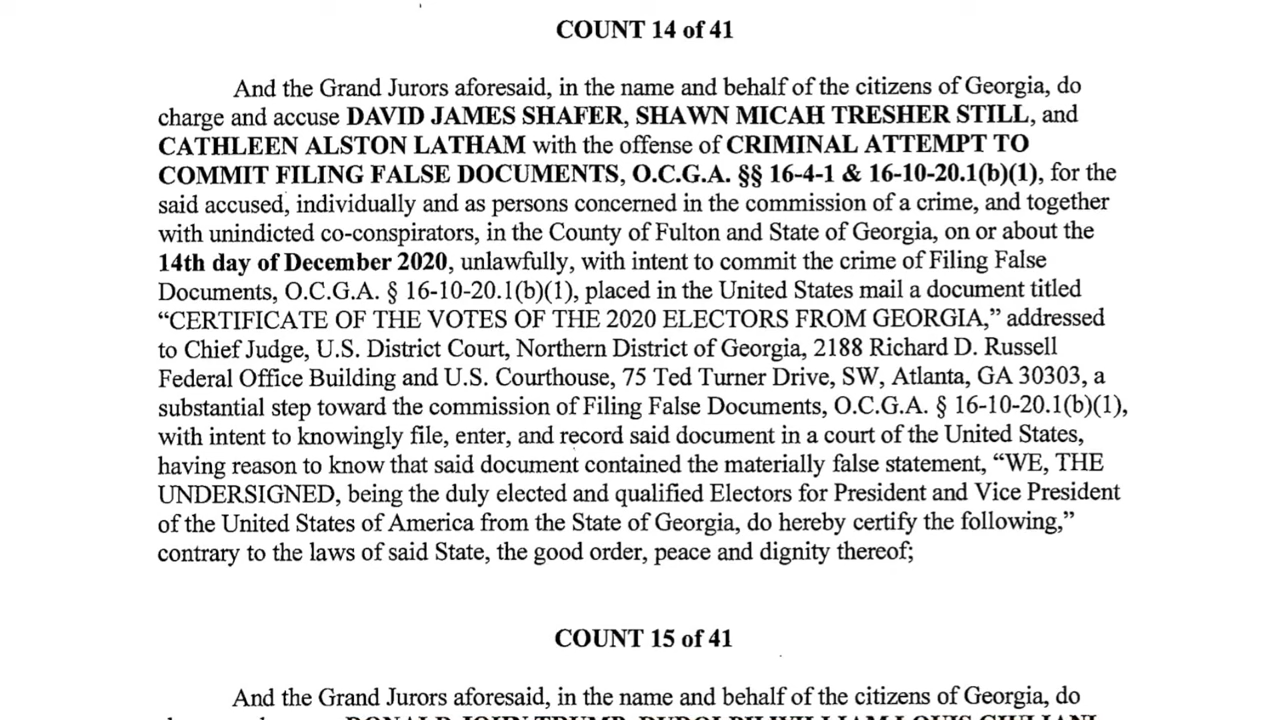 COUNT 14 of 41
And the Grand Jurors aforesaid, in the name and behalf of the citizens of Georgia, do
charge and accuse DAVID JAMES SHAFER, SHAWN MICAH TRESHER STILL, and
CATHLEEN ALSTON LATHAM with the offense of CRIMINAL ATTEMPT TO
COMMIT FILING FALSE DOCUMENTS, O.C.G.A. §§ 16-4-1 & 16-10-20.1(b)(1), for the
said accused, individually and as persons concerned in the commission of a crime, and together
with unindicted co-conspirators, in the County of Fulton and State of Georgia, on or about the
14th day of December 2020, unlawfully, with intent to commit the crime of Filing False
Documents, O.C.G.A. § 16-10-20.1(b)(1), placed in the United States mail a document titled
“CERTIFICATE OF THE VOTES OF THE 2020 ELECTORS FROM GEORGIA,” addressed
to Chief Judge, U.S. District Court, Northern District of Georgia, 2188 Richard D. Russell
Federal Office Building and U.S. Courthouse, 75 Ted Turner Drive, SW, Atlanta, GA 30303, a
substantial step toward the commission of Filing False Documents, O.C.G.A. § 16-10-20.1(b)(1),
with intent to knowingly file, enter, and record said document in a court of the United States,
having reason to know that said document contained the materially false statement, “WE, THE
UNDERSIGNED, being the duly elected and qualified Electors for President and Vice President
of the United States of America from the State of Georgia, do hereby certify the following,”
contrary to the laws of said State, the good order, peace and dignity thereof;
COUNT 15 of 41
And the Grand Jurors aforesaid, in the name and behalf of the citizens of Georgia, do
DONALD JOHN TRUMP, RUDOLPH WILLIAM LOUIS GIULIANI